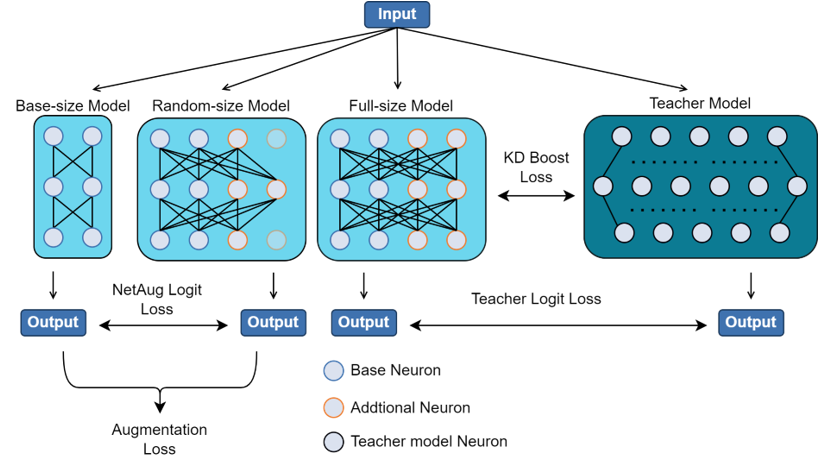 Input
Base-size Model
Random-size Model
Full-size Model
Teacher Model
KD Boost
Loss
NetAug Logit
Loss
Teacher Logit Loss
Output
Output
Output
Output
Base Neuron
Addtional Neuron
Teacher model Neuron
Augmentation
Loss